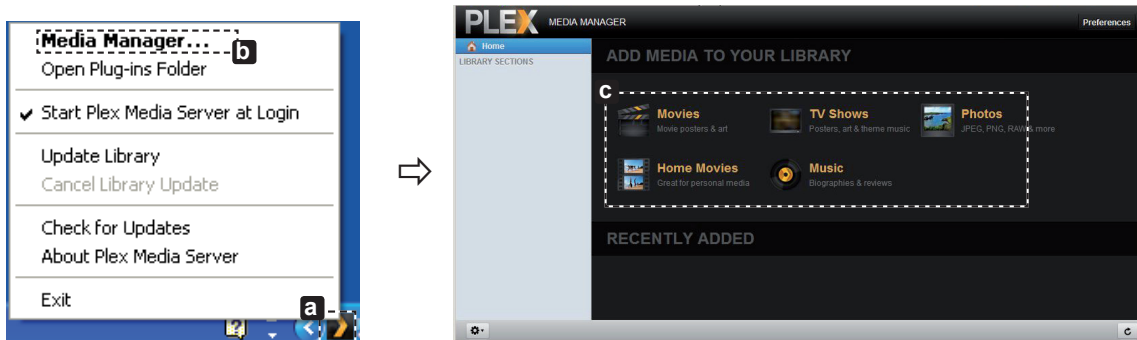 Media Manager...
b
Open Plug-ins Folder
Start Plex Media Server at Login
Update Library
Cancel Library Update
Check for Updates
About Plex Media Server
Exit
a
PLEX MEDIA MANAGER
Preferences
Home
LIBRARY SECTIONS
ADD MEDIA TO YOUR LIBRARY
c
Movies
Movie posters & art
TV Shows
Posters, art & theme music
Photos
JPEG, PNG, RAW & more
Home Movies
Great for personal media
Music
Biographies & reviews
RECENTLY ADDED